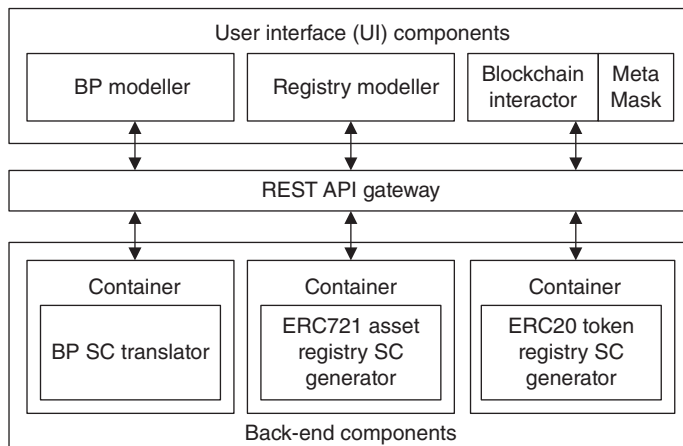 User interface (UI) components
BP modeller
Registry modeller
Blockchain
interactor
Meta
Mask
REST API gateway
Container
BP SC translator
Container
ERC721 asset
registry SC
generator
Container
ERC20 token
registry SC
generator
Back-end components